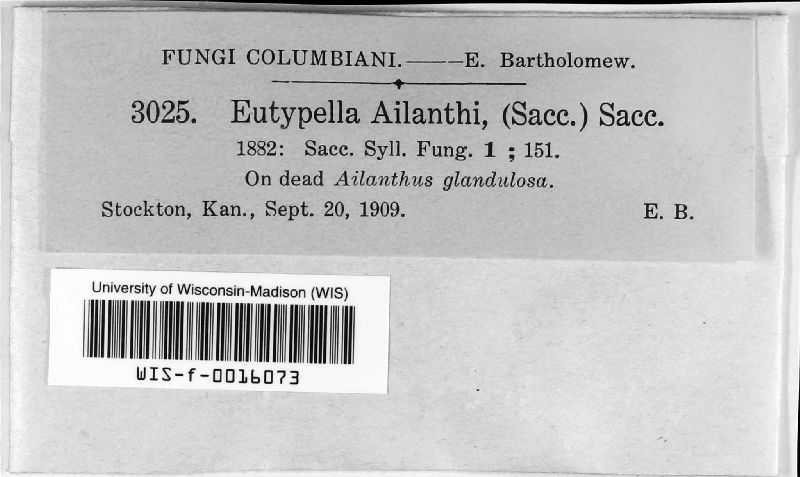 FUNGI COLUMBIANI.——E. Bartholomew.
3025. Eutypella Ailanthi, (Sacc.) Sacc.
1882: Sacc. Syll. Fung. 1 ; 151.
On dead Ailanthus glandulosa.
Stockton, Kan., Sept. 20, 1909. E. B.
University of Wisconsin-Madison (WIS)
WIS-f-0016073